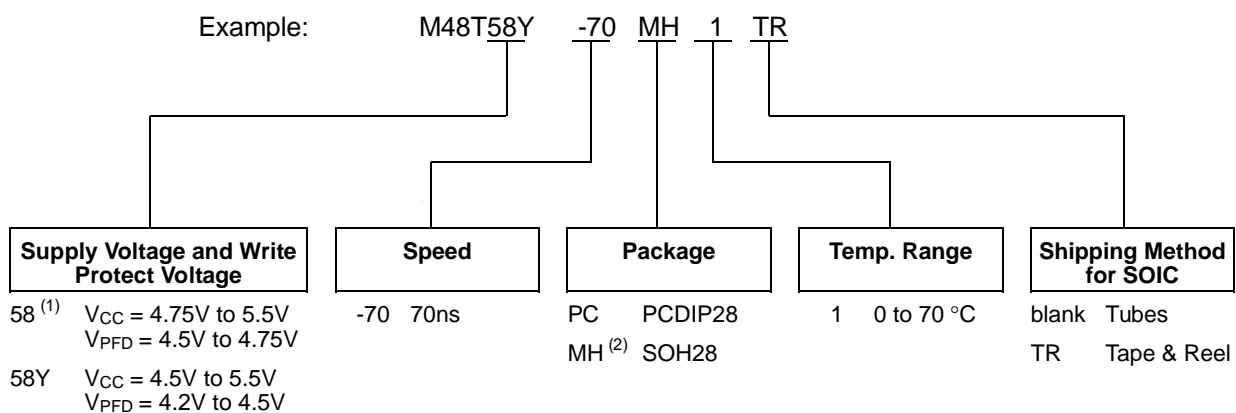 Example: M48T58Y -70 MH 1 TR
Supply Voltage and Write
Protect Voltage
58 (1) VCC = 4.75V to 5.5V
VPFD = 4.5V to 4.75V
58Y VCC = 4.5V to 5.5V
VPFD = 4.2V to 4.5V
Speed
-70 70ns
Package
PC PCDIP28
MH (2) SOH28
Temp. Range
1 0 to 70 °C
Shipping Method
for SOIC
blank Tubes
TR Tape & Reel